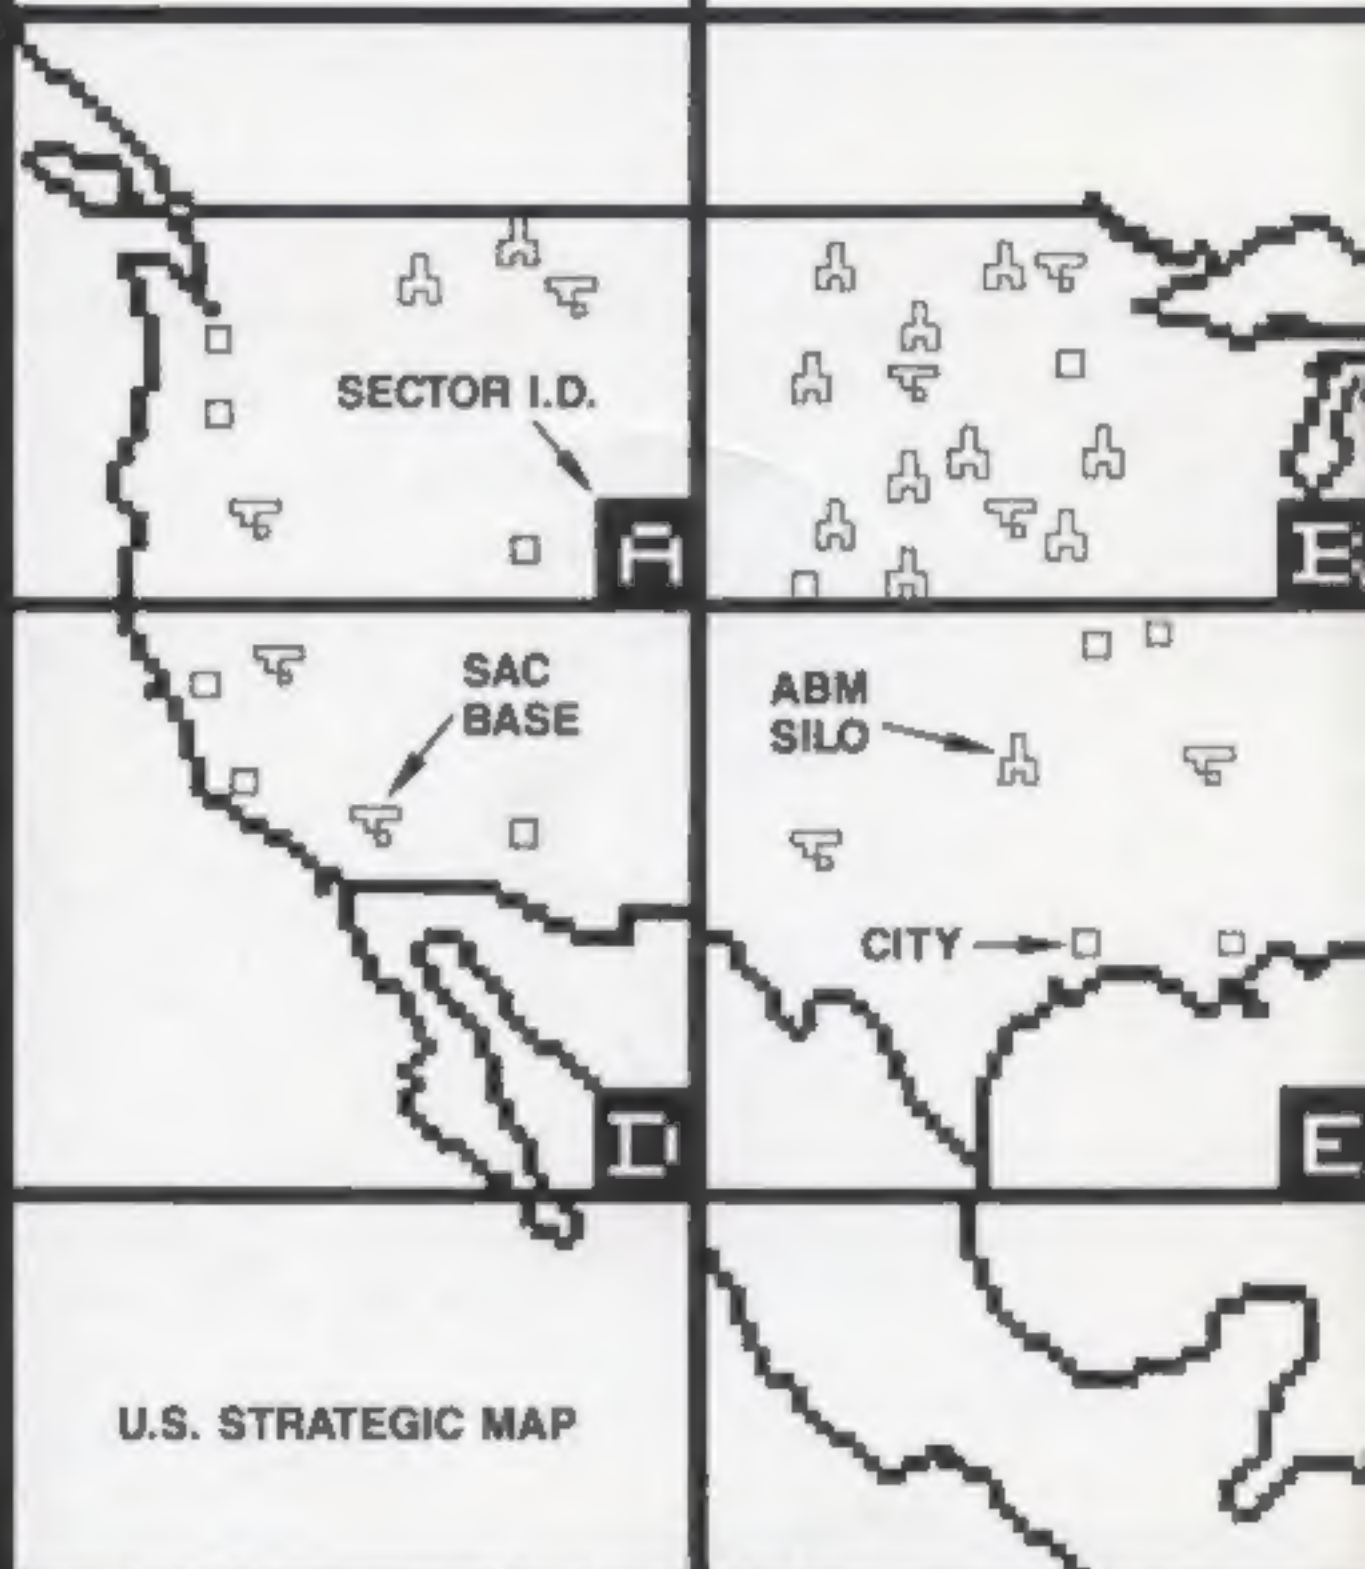 SECTOR I.D.
A
B
SAC
BASE
ABM
SILO
CITY
D
E
U.S. STRATEGIC MAP